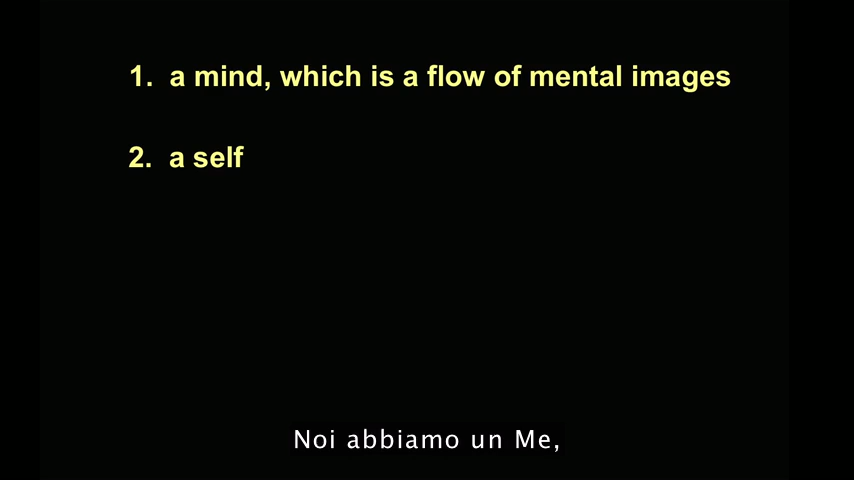 1. a mind, which is a flow of mental images
2. a self
Noi abbiamo un Me,